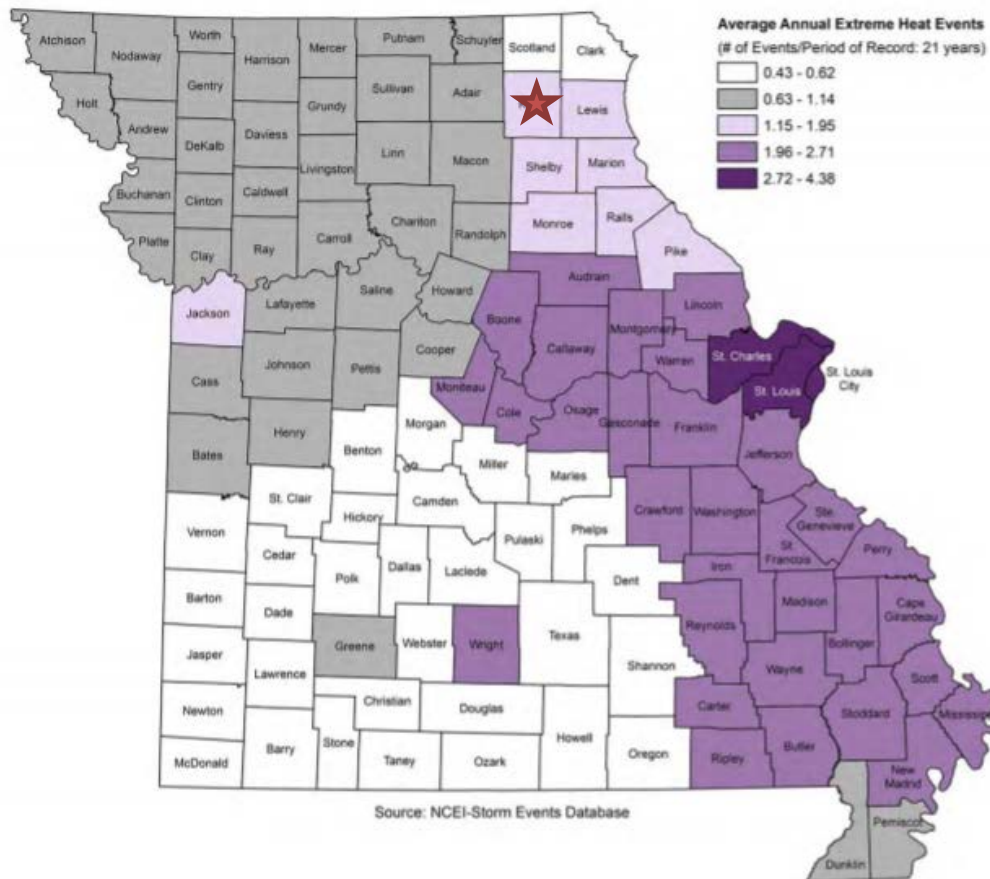 Average Annual Extreme Heat Events
(# of Events/Period of Record: 21 years)
0.43 - 0.62
0.63 - 1.14
1.15 - 1.95
1.96 - 2.71
2.72 - 4.38
Atchison
Nodaway
Worth
Harrison
Mercer
Putnam
Schuyler
Scotland
Clark
Holt
Gentry
Sullivan
Adair
Grundy
Lewis
Andrew
DeKalb
Daviess
Linn
Macon
Livingston
Shelby
Marion
Buchanan
Clinton
Caldwell
Chariton
Monroe
Ralls
Platte
Clay
Ray
Carroll
Randolph
Pike
Audrain
Jackson
Lafayette
Saline
Howard
Boone
Lincoln
Montgomery
Callaway
Warren
St. Charles
St. Louis
City
St. Louis
Cass
Johnson
Pettis
Cooper
Moniteau
Cole
Osage
Gasconade
Franklin
Bates
Henry
Benton
Morgan
Miller
Maries
Jefferson
St. Clair
Camden
Crawford
Washington
Ste.
Genevieve
Vernon
Hickory
Pulaski
Phelps
St.
Francois
Perry
Cedar
Polk
Dallas
Laclede
Dent
Iron
Barton
Dade
Madison
Cape
Girardeau
Reynolds
Greene
Webster
Wright
Texas
Bollinger
Jasper
Lawrence
Shannon
Wayne
Scott
Newton
Christian
Douglas
Carter
Stoddard
Mississippi
McDonald
Barry
Stone
Taney
Ozark
Howell
Oregon
Ripley
Butler
New
Madrid
Pemiscot
Dunklin
Source: NCEI-Storm Events Database